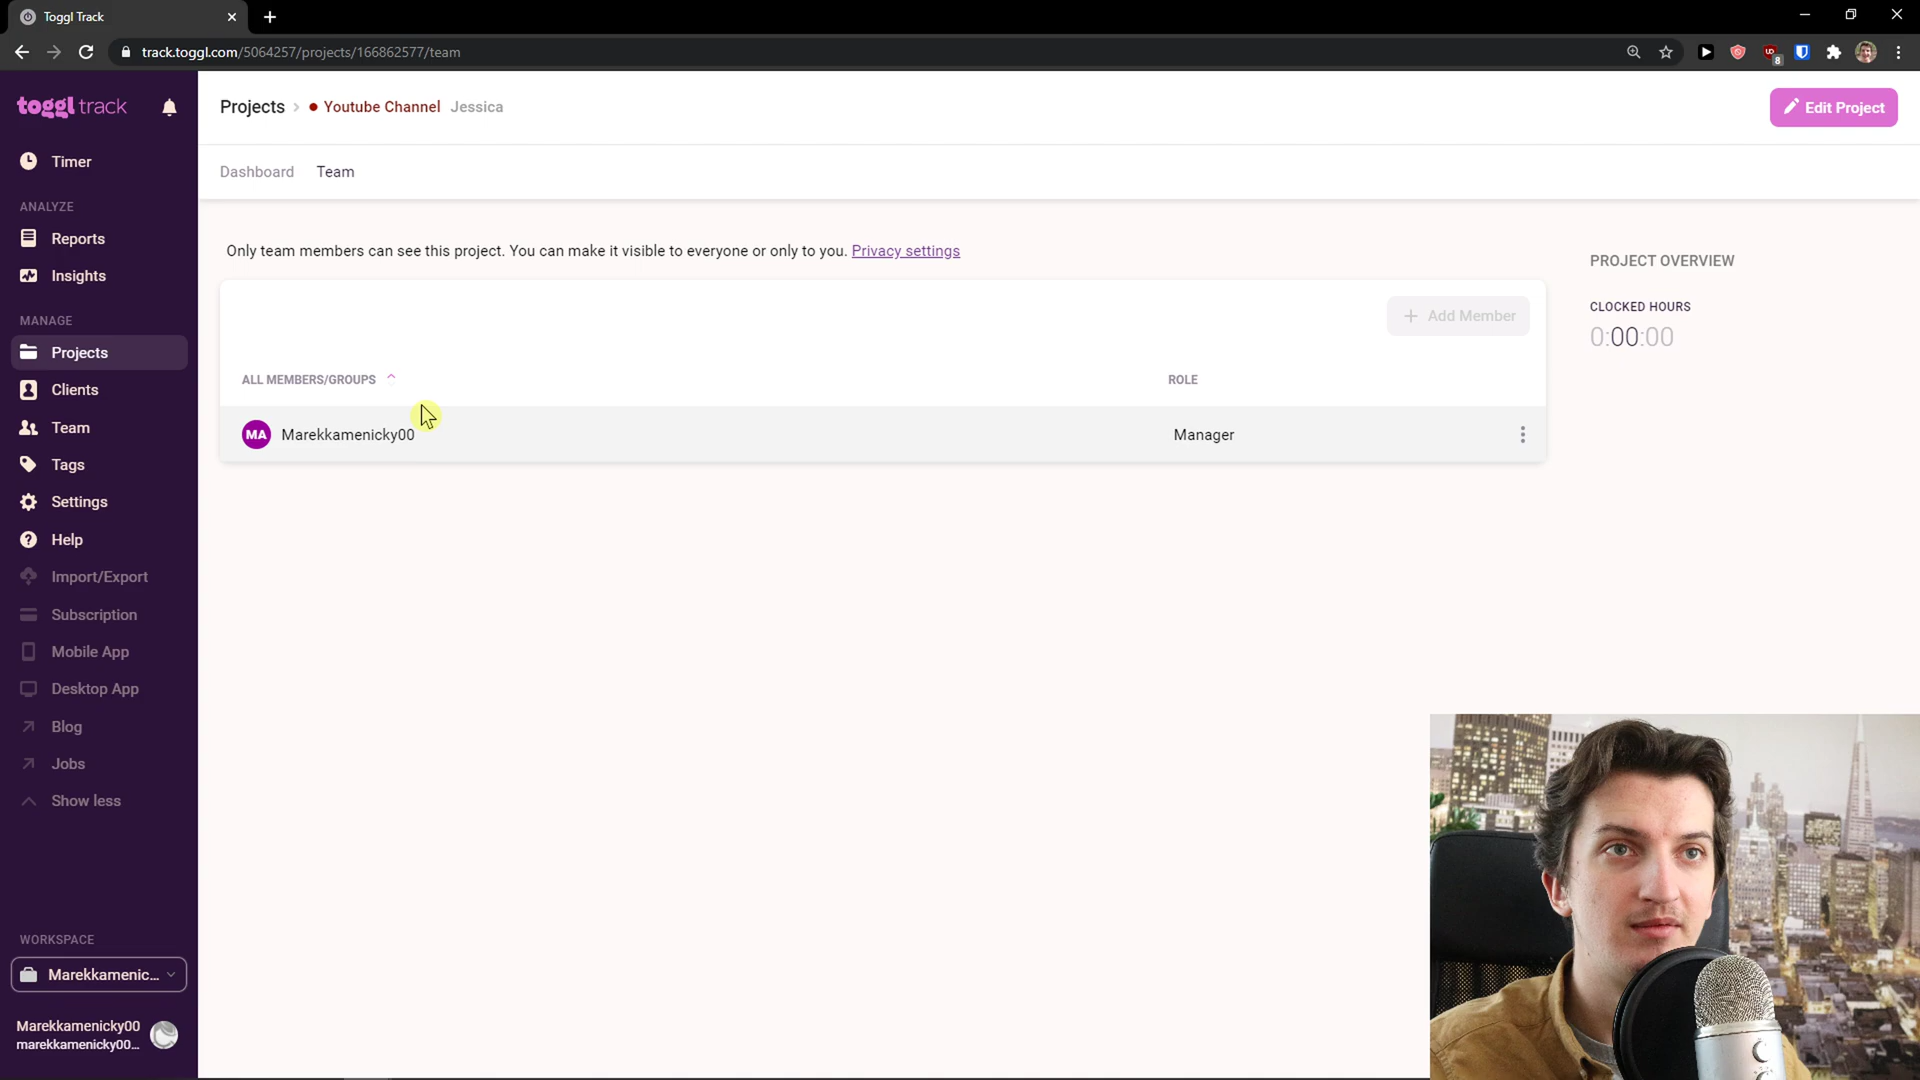 Toggl Track
track.toggl.com/5064257/projects/166862577/team
8
toggl track
Projects > Youtube Channel Jessica
Edit Project
Timer
Dashboard Team
ANALYZE
Reports
Insights
Only team members can see this project. You can make it visible to everyone or only to you. Privacy settings
PROJECT OVERVIEW
CLOCKED HOURS
0:00:00
+ Add Member
MANAGE
Projects
Clients
Team
Tags
Settings
Help
Import/Export
Subscription
Mobile App
Desktop App
Blog
Jobs
Show less
ALL MEMBERS/GROUPS
ROLE
MA Marekkamenicky00
Manager
WORKSPACE
Marekkamenic...
Marekkamenicky00
marekkamenicky00...